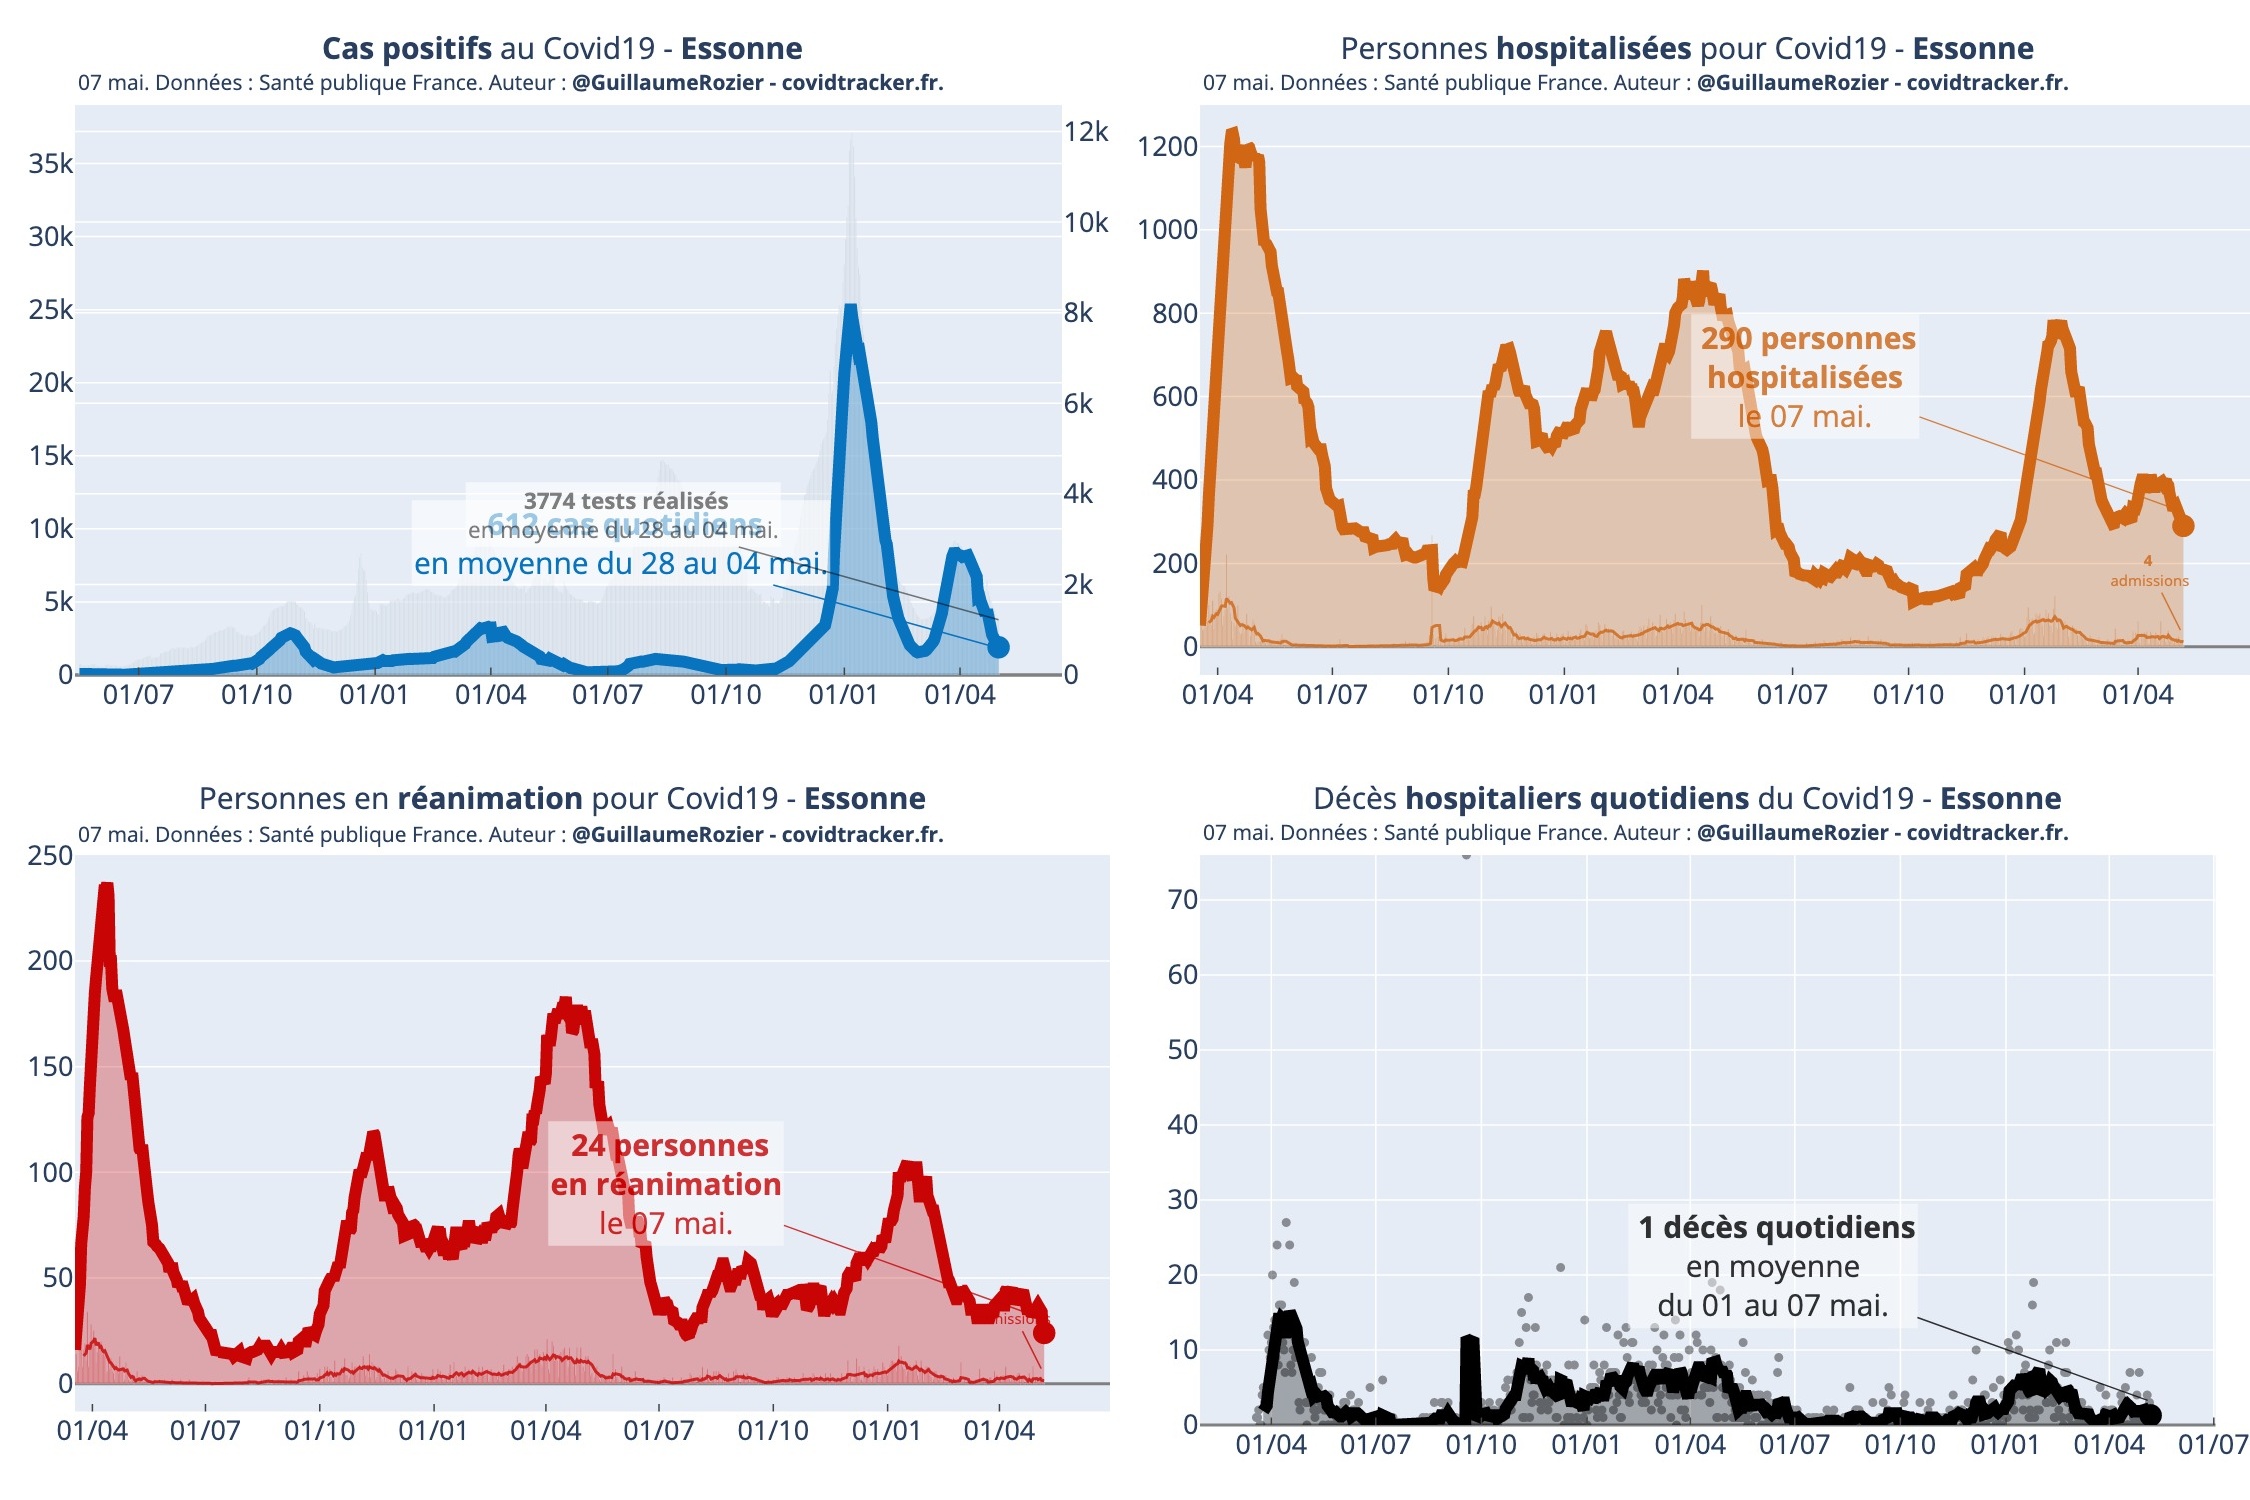 Cas positifs au Covid19 - Essonne
07 mai. Données : Santé publique France. Auteur : @GuillaumeRozier - covidtracker.fr.
35k
30k
25k
20k
15k
10k
5k
0
12k
10k
8k
6k
4k
2k
0
3774 tests réalisés
en moyenne du 28 au 04 mai.
612 cas quotidiens
en moyenne du 28 au 04 mai.
01/07 01/10 01/01 01/04 01/07 01/10 01/01 01/04
Personnes hospitalisées pour Covid19 - Essonne
07 mai. Données : Santé publique France. Auteur : @GuillaumeRozier - covidtracker.fr.
1200
1000
800
600
400
200
0
290 personnes
hospitalisées
le 07 mai.
4
admissions
01/04 01/07 01/10 01/01 01/04 01/07 01/10 01/01 01/04
Personnes en réanimation pour Covid19 - Essonne
07 mai. Données : Santé publique France. Auteur : @GuillaumeRozier - covidtracker.fr.
250
200
150
100
50
0
24 personnes
en réanimation
le 07 mai.
01/04 01/07 01/10 01/01 01/04 01/07 01/10 01/01 01/04
Décès hospitaliers quotidiens du Covid19 - Essonne
07 mai. Données : Santé publique France. Auteur : @GuillaumeRozier - covidtracker.fr.
70
60
50
40
30
20
10
0
1 décès quotidiens
en moyenne
du 01 au 07 mai.
01/04 01/07 01/10 01/01 01/04 01/07 01/10 01/01 01/04 01/07